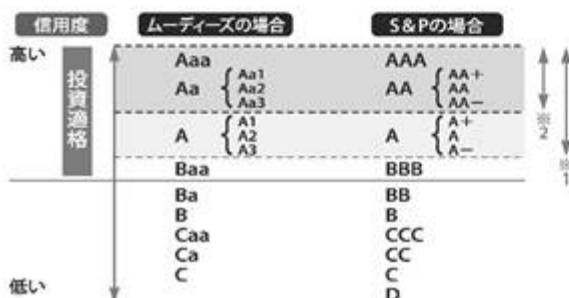 信用度 ムーディーズの場合 S&Pの場合
高い
投資適格
Aaa AAA
Aa { Aa1 Aa2 Aa3 AA { AA+ AA AA−
A { A1 A2 A3 A { A+ A A−
Baa BBB
Ba BB
B B
Caa CCC
Ca CC
C C
低い D
※2
※1